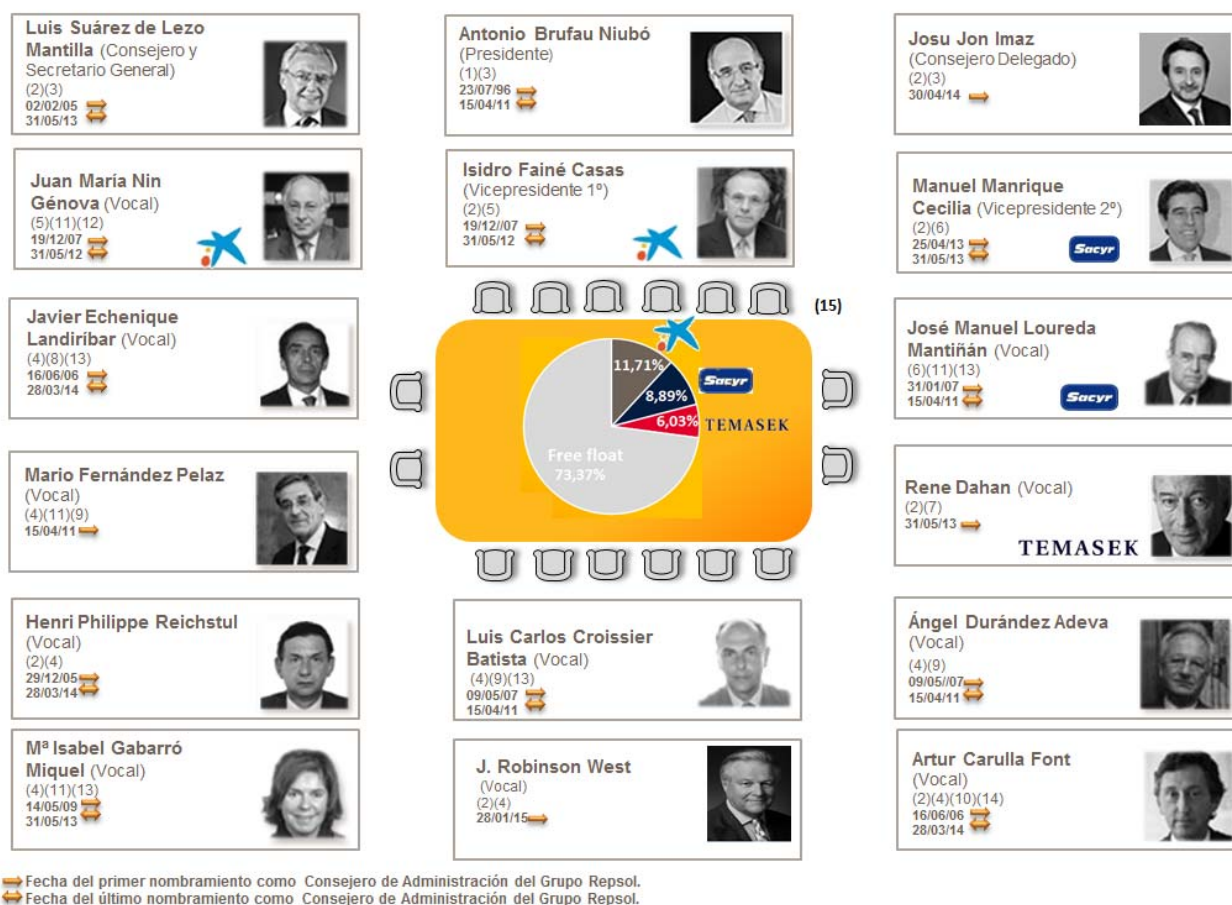 Luis Suárez de Lezo
Mantilla (Consejero y
Secretario General)
(2)(3)
02/02/05
31/05/13
Antonio Brufau Niubó
(Presidente)
(1)(3)
23/07/96
15/04/11
Josu Jon Imaz
(Consejero Delegado)
(2)(3)
30/04/14
Juan María Nin
Génova (Vocal)
(5)(11)(12)
19/12/07
31/05/12
Isidro Fainé Casas
(Vicepresidente 1º)
(2)(5)
19/12//07
31/05/12
Manuel Manrique
Cecilia (Vicepresidente 2º)
(2)(6)
25/04/13
31/05/13
Sacyr
Javier Echenique
Landiríbar (Vocal)
(4)(8)(13)
16/06/06
28/03/14
(15)
11,71%
Sacyr
8,89%
6,03%
TEMASEK
Free float
73,37%
José Manuel Loureda
Mantiñán (Vocal)
(6)(11)(13)
31/01/07
15/04/11
Sacyr
Mario Fernández Pelaz
(Vocal)
(4)(11)(9)
15/04/11
Rene Dahan (Vocal)
(2)(7)
31/05/13
TEMASEK
Henri Philippe Reichstul
(Vocal)
(2)(4)
29/12/05
28/03/14
Luis Carlos Croissier
Batista (Vocal)
(4)(9)(13)
09/05/07
15/04/11
Ángel Durández Adeva
(Vocal)
(4)(9)
09/05//07
15/04/11
Mª Isabel Gabarró
Miquel (Vocal)
(4)(11)(13)
14/05/09
31/05/13
J. Robinson West
(Vocal)
(2)(4)
28/01/15
Artur Carulla Font
(Vocal)
(2)(4)(10)(14)
16/06/06
28/03/14
Fecha del primer nombramiento como Consejero de Administración del Grupo Repsol.
Fecha del último nombramiento como Consejero de Administración del Grupo Repsol.